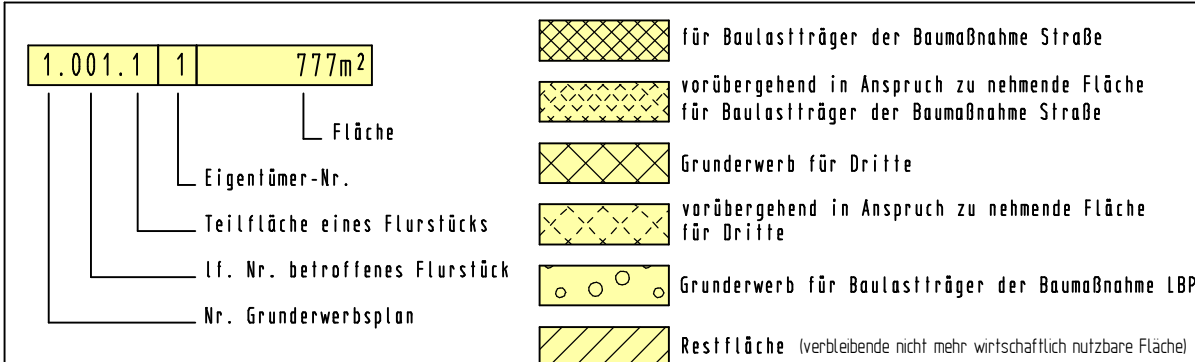 1.001.1 1 777m²
Fläche
Eigentümer-Nr.
Teilfläche eines Flurstücks
lf. Nr. betroffenes Flurstück
Nr. Grunderwerbsplan
für Baulastträger der Baumaßnahme Straße
vorübergehend in Anspruch zu nehmende Fläche
für Baulastträger der Baumaßnahme Straße
Grunderwerb für Dritte
vorübergehend in Anspruch zu nehmende Fläche
für Dritte
Grunderwerb für Baulastträger der Baumaßnahme LBP
Restfläche (verbleibende nicht mehr wirtschaftlich nutzbare Fläche)